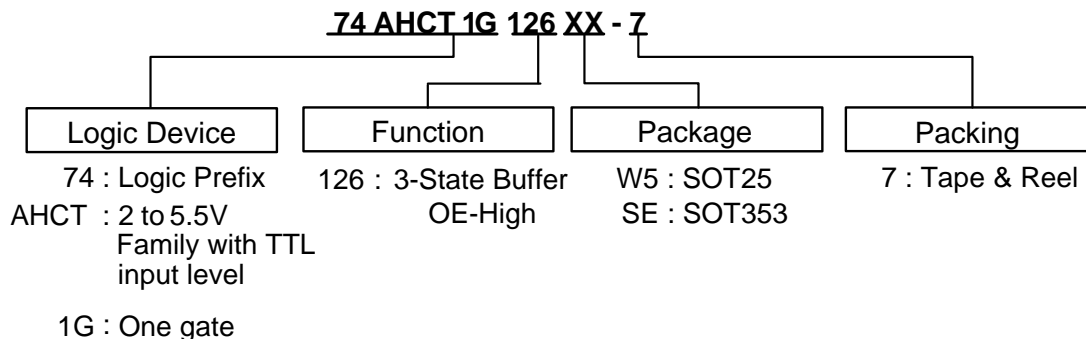 74 AHCT 1G 126 XX - 7
Logic Device
74 : Logic Prefix
AHCT : 2 to 5.5V
Family with TTL
input level
1G : One gate
Function
126 : 3-State Buffer
OE-High
Package
W5 : SOT25
SE : SOT353
Packing
7 : Tape & Reel